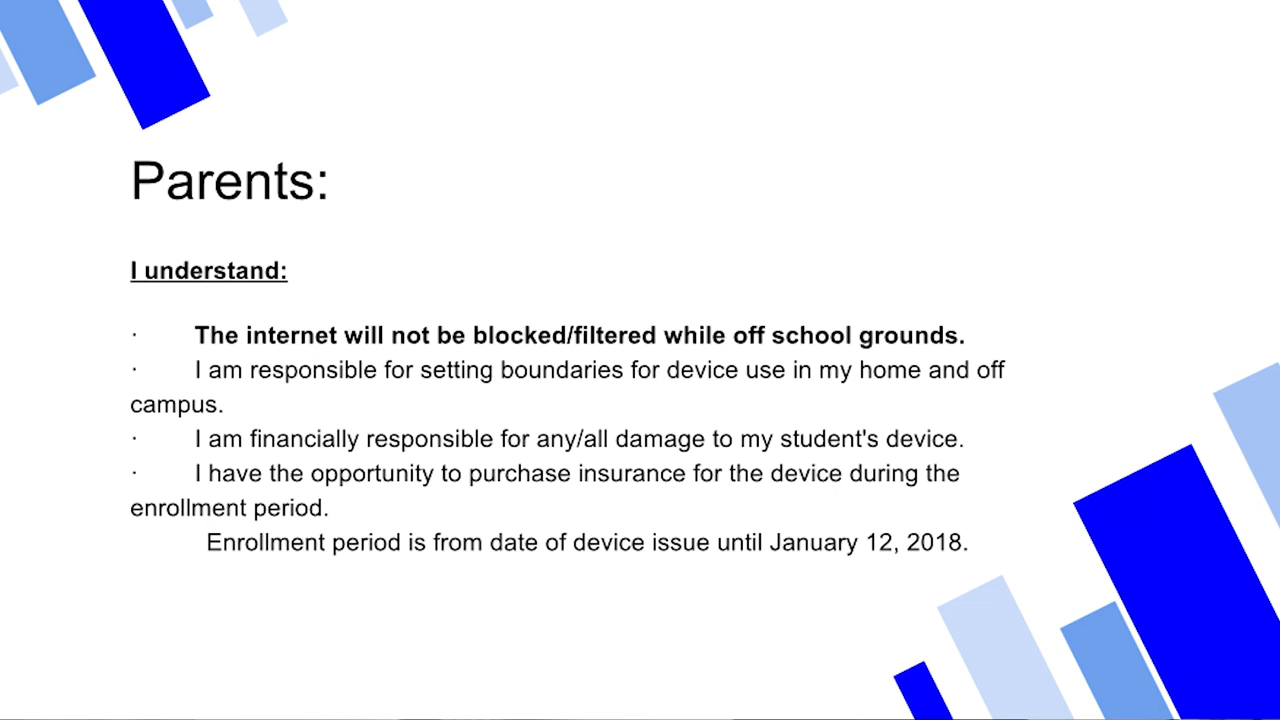 Parents:
I understand:
· The internet will not be blocked/filtered while off school grounds.
· I am responsible for setting boundaries for device use in my home and off
campus.
· I am financially responsible for any/all damage to my student's device.
· I have the opportunity to purchase insurance for the device during the
enrollment period.
Enrollment period is from date of device issue until January 12, 2018.